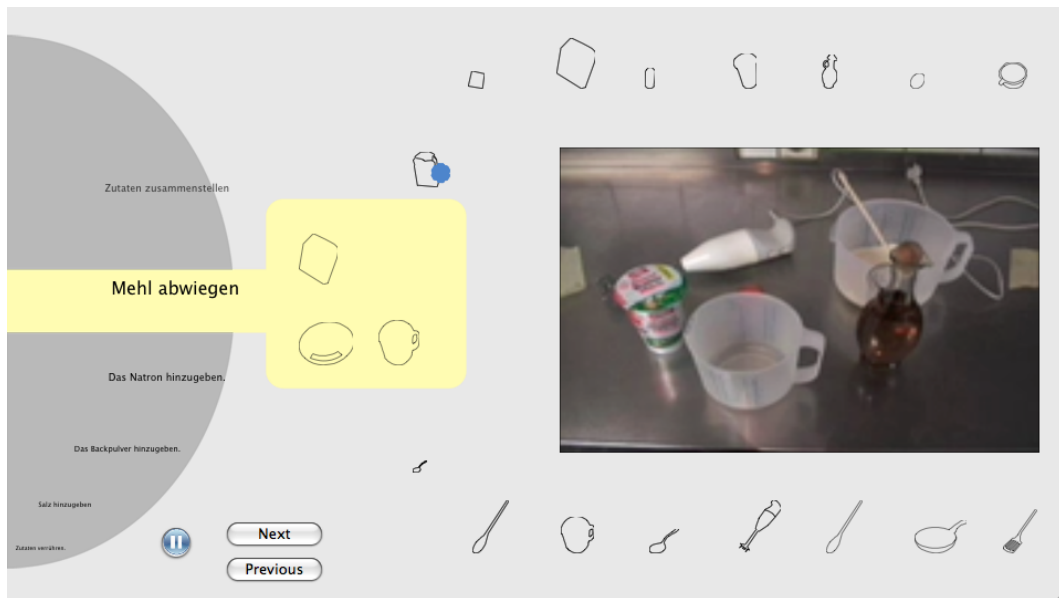 Zutaten zusammenstellen
Mehl abwiegen
Das Natron hinzugeben.
Das Backpulver hinzugeben.
Salz hinzugeben
Zutaten verrühren.
Next
Previous